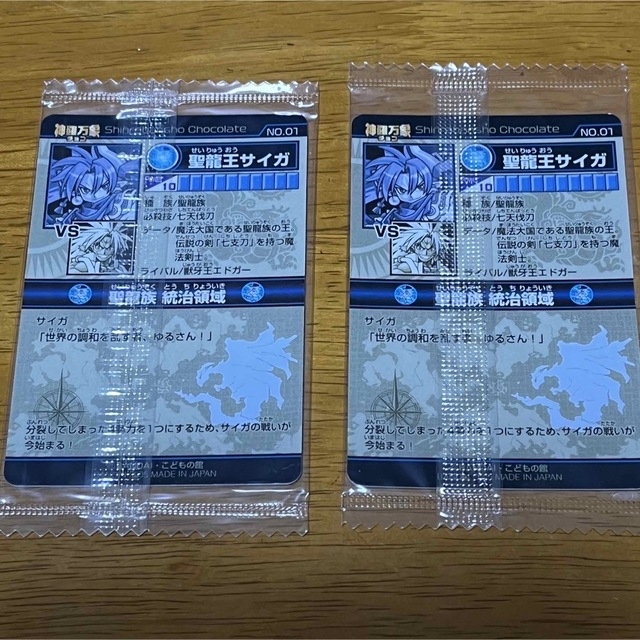 神羅万象
Chocolate
NO.01
せいりゅうおう
聖龍王サイガ
10
種 族/聖龍族
必殺技/七天伐刀
データ/魔法大国である聖龍族の王。
伝説の剣「七支刀」を持つ魔
法剣士
ライバル/獣牙王エドガー
VS
聖龍族 統治領域
サイガ
「世界の調和を乱す者、ゆるさん!」
分裂してしまった4勢力を1つにするため、サイガの戦いが
今始まる!
BANDAI・こどもの館
MADE IN JAPAN
神羅万象
Chocolate
NO.01
せいりゅうおう
聖龍王サイガ
10
種 族/聖龍族
必殺技/七天伐刀
データ/魔法大国である聖龍族の王。
伝説の剣「七支刀」を持つ魔
法剣士
ライバル/獣牙王エドガー
VS
聖龍族 統治領域
サイガ
「世界の調和を乱す ゆるさん!」
分裂してしまった4勢力を1つにするため、サイガの戦いが
今始まる!
BANDAI・こどもの館
2005 MADE IN JAPAN